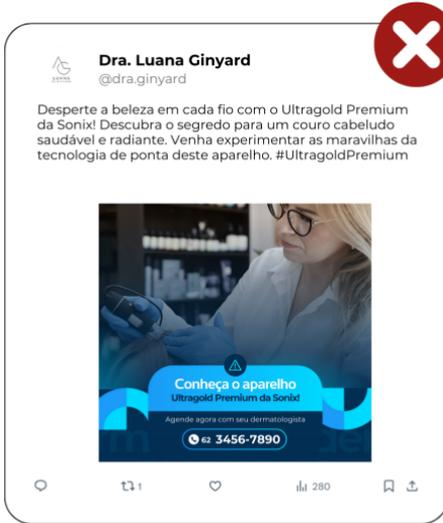 Dra. Luana Ginyard
@dra.ginyard
Desperte a beleza em cada fio com o Ultragold Premium
da Sonix! Descubra o segredo para um couro cabeludo
saudável e radiante. Venha experimentar as maravilhas da
tecnologia de ponta deste aparelho. #UltragoldPremium
Conheça o aparelho
Ultragold Premium da Sonix!
Agende agora com seu dermatologista
62 3456-7890
1
280